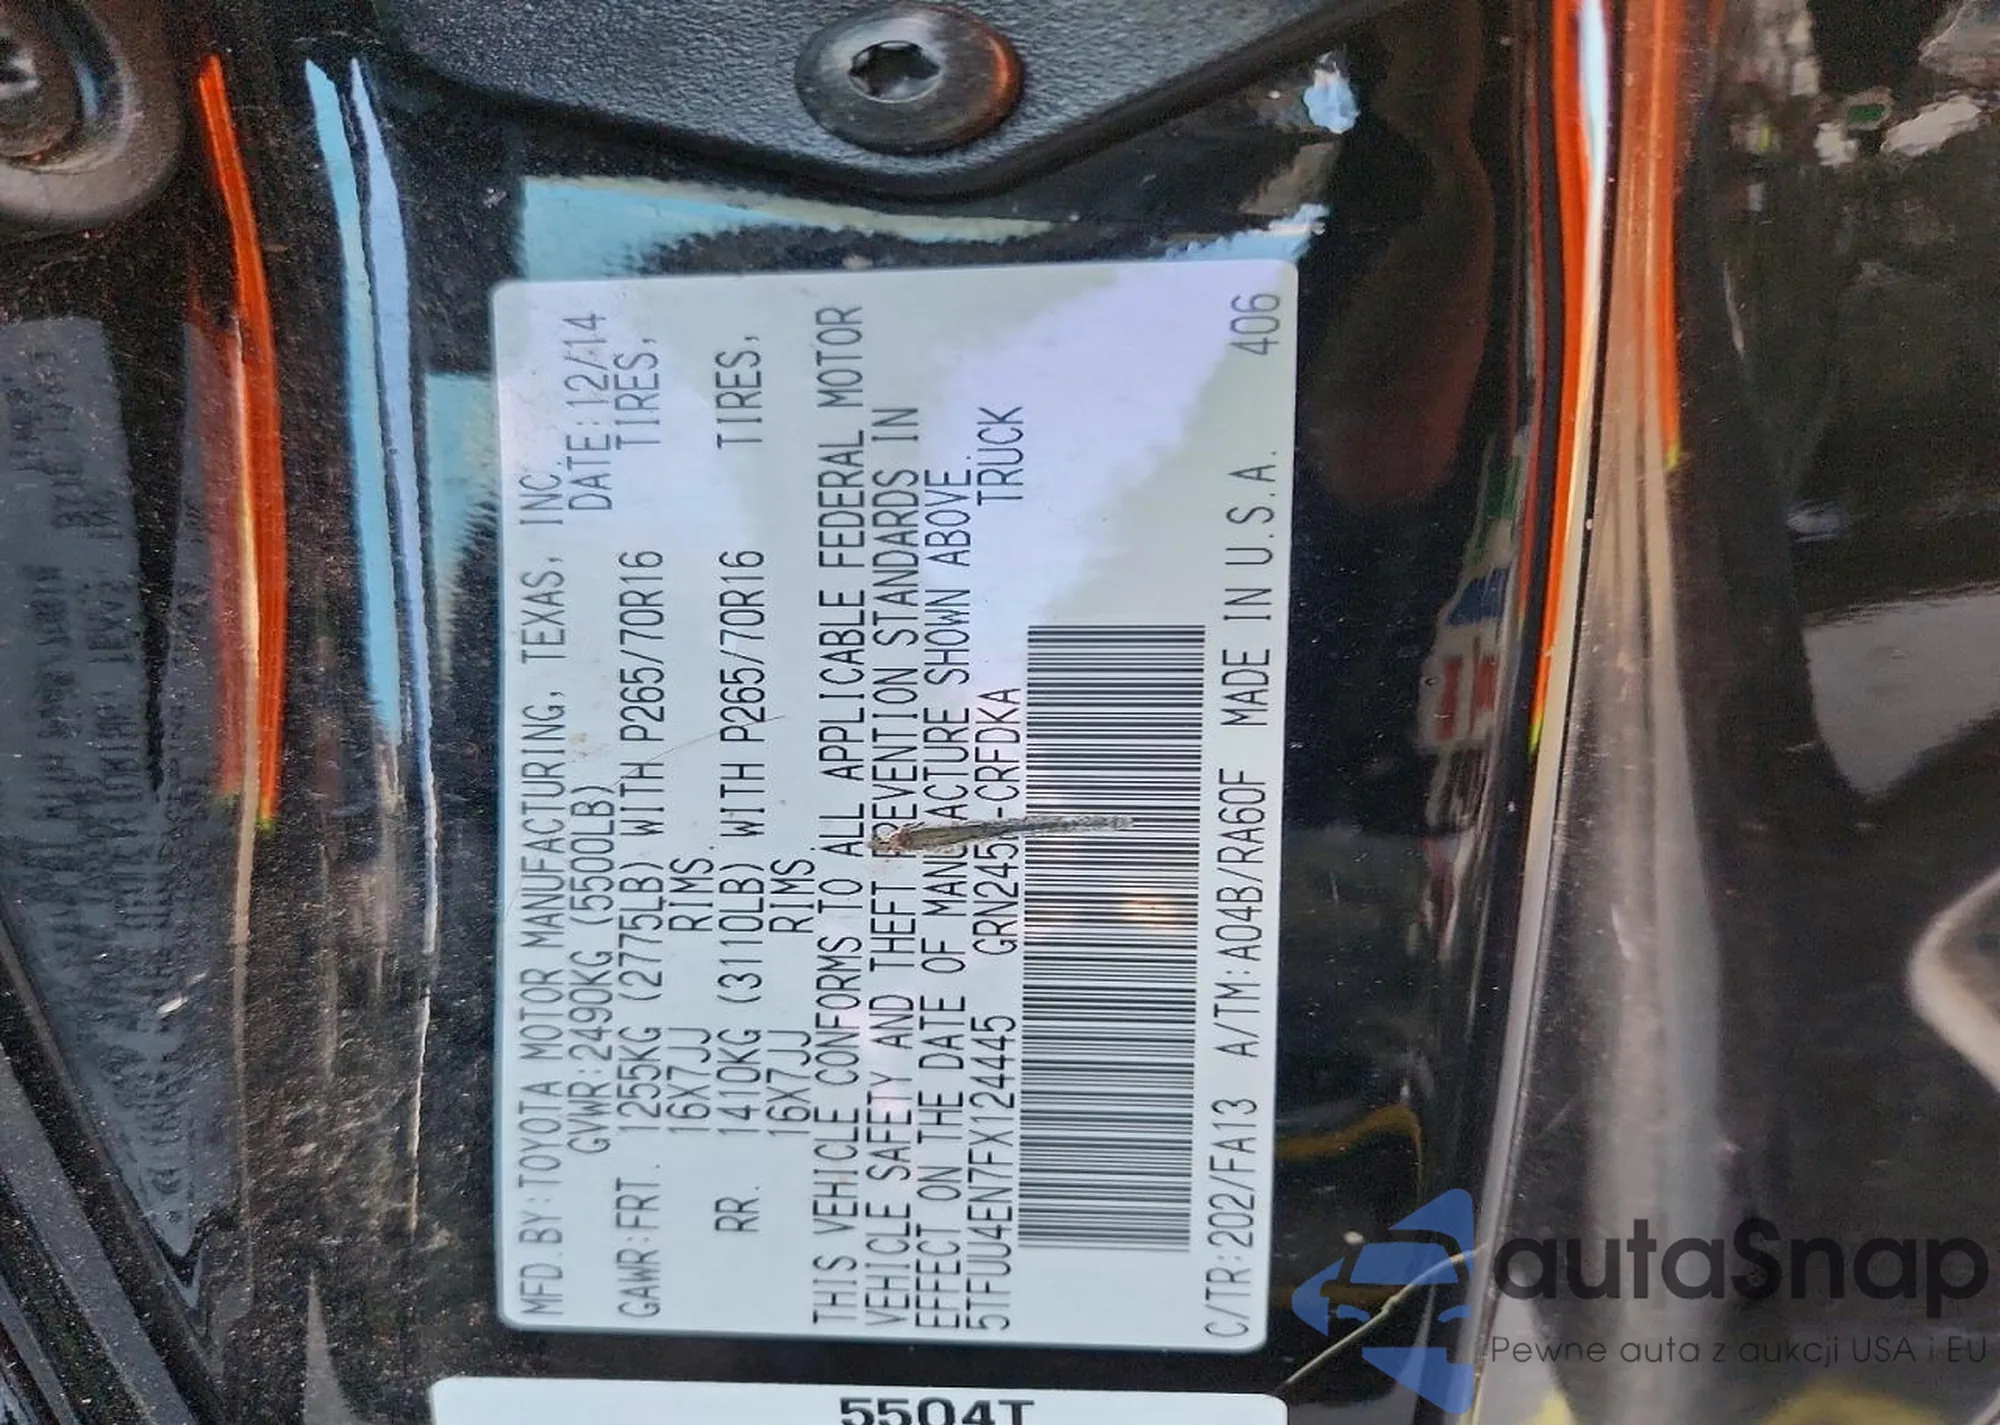 MFD.BY:TOYOTA MOTOR MANUFACTURING, TEXAS, INC.
GVWR:2490KG (5500LB) DATE:12/14
GAWR:FRT. 1255KG (2775LB) WITH P265/70R16 TIRES,
16X7JJ RIMS.
RR. 1410KG (3110LB) WITH P265/70R16 TIRES,
16X7JJ RIMS.
THIS VEHICLE CONFORMS TO ALL APPLICABLE FEDERAL MOTOR
VEHICLE SAFETY AND THEFT PREVENTION STANDARDS IN
EFFECT ON THE DATE OF MANUFACTURE SHOWN ABOVE.
5TFUU4EN7FX124445 GRN245L-CRFDKA TRUCK
C/TR:202/FA13 A/TM:A04B/RA60F MADE IN U.S.A. 406
5504T
autaSnap
Pewne auta z aukcji USA i EU